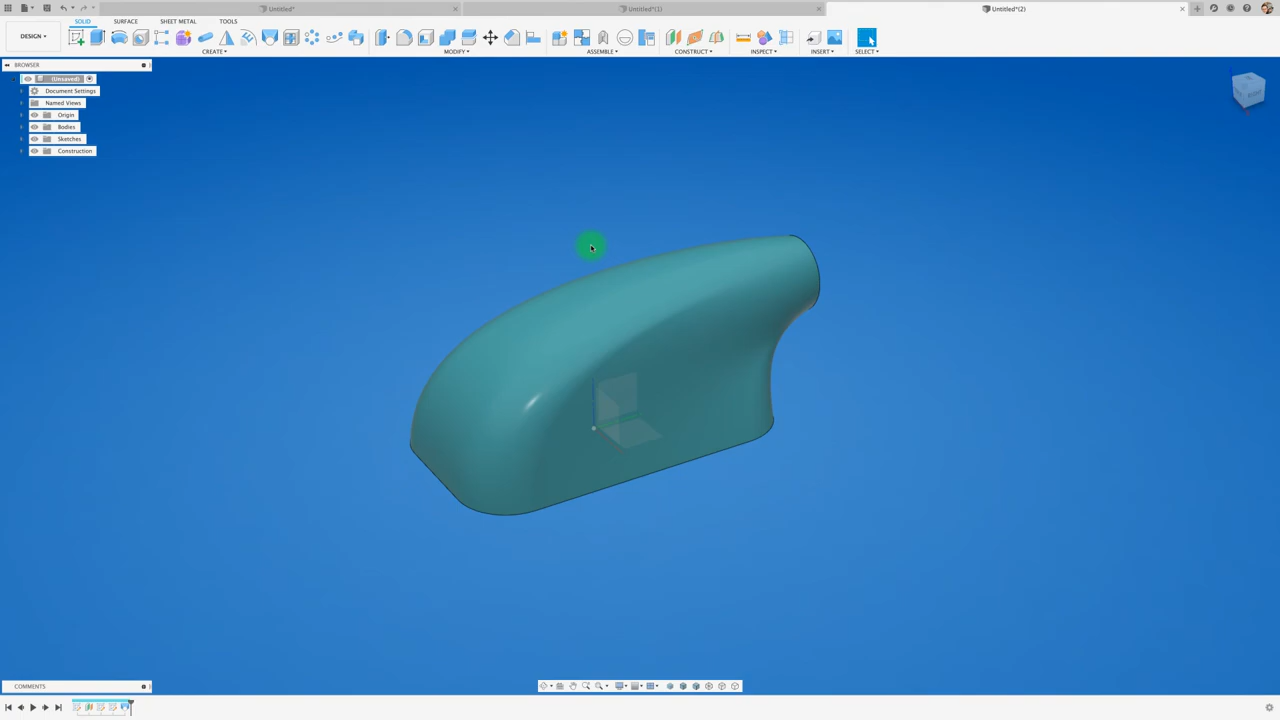 Untitled*
Untitled*(1)
Untitled*(2)
DESIGN
SOLID
SURFACE
SHEET METAL
TOOLS
CREATE
MODIFY
ASSEMBLE
CONSTRUCT
INSPECT
INSERT
SELECT
BROWSER
(Unsaved)
Document Settings
Named Views
Origin
Bodies
Sketches
Construction
COMMENTS